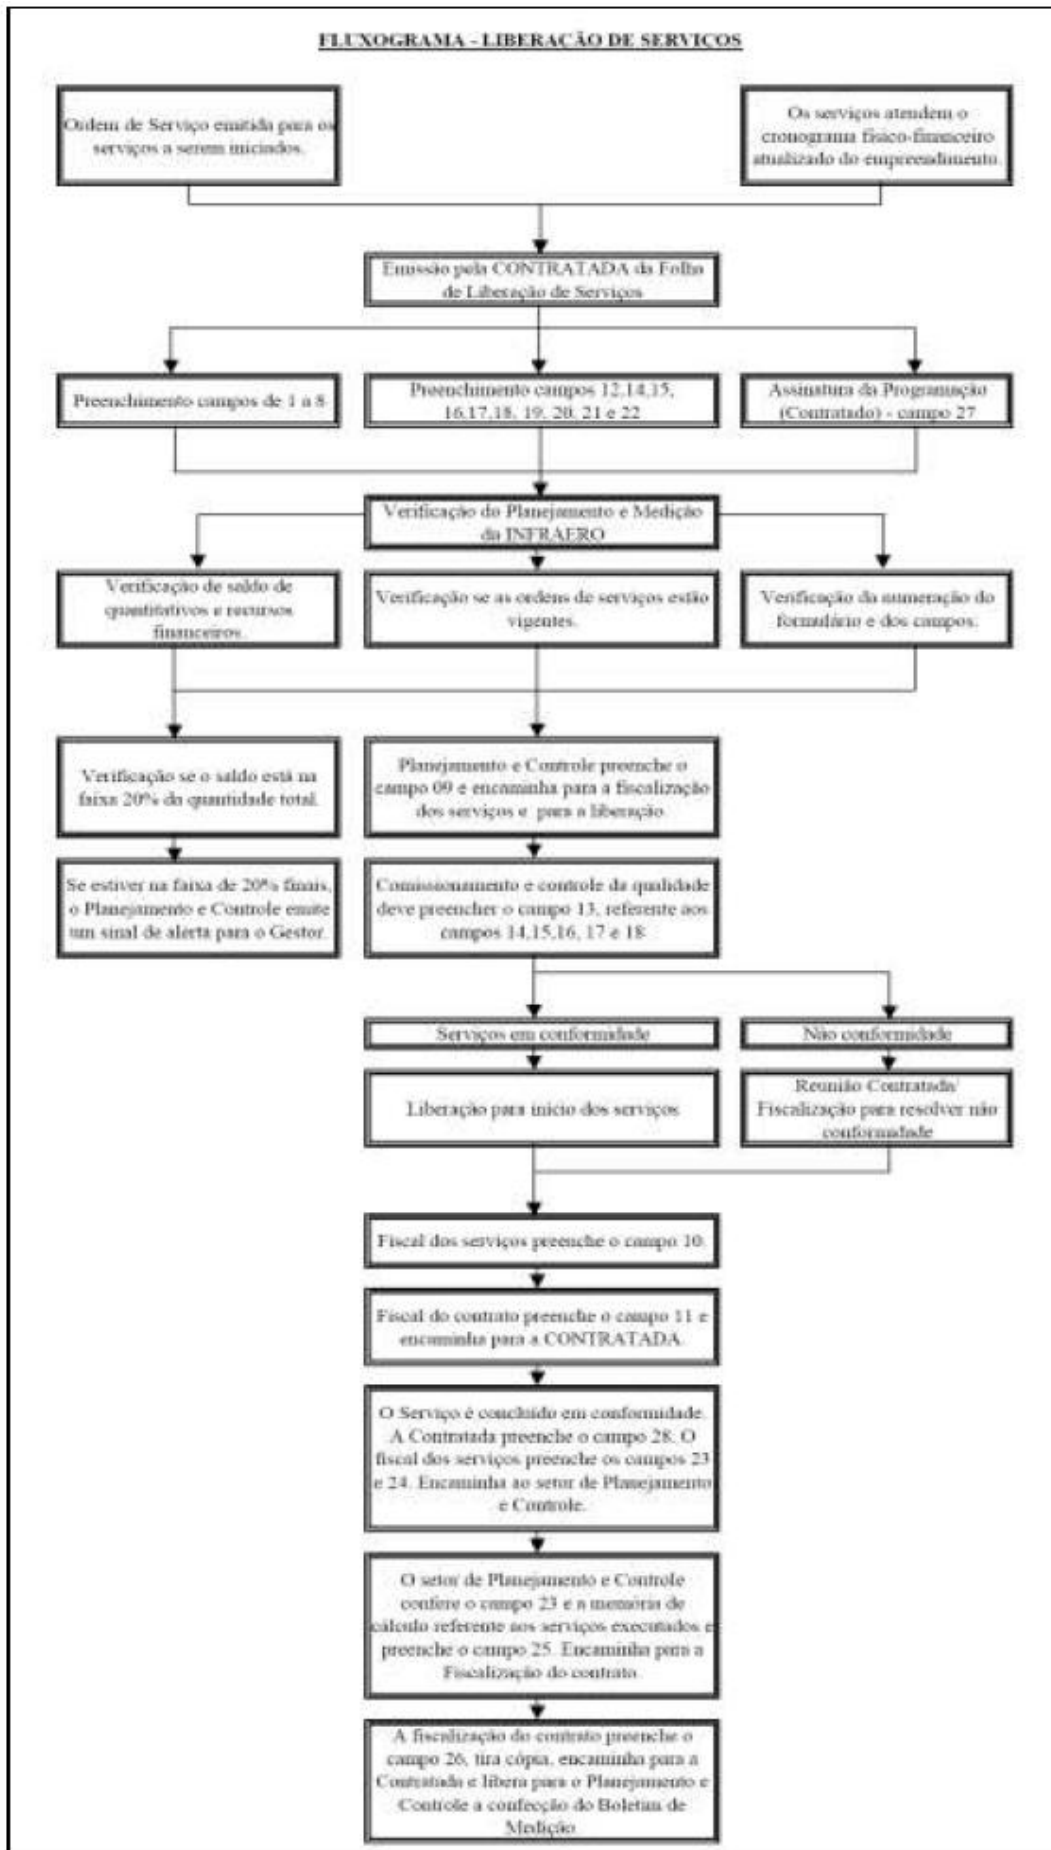 FLUXOGRAMA - LIBERAÇÃO DE SERVIÇOS
Ordem de Serviço emitida para os
serviços a serem iniciados.
Os serviços atendem o
cronograma físico-financeiro
atualizado do empreendimento.
Emissão pela CONTRATADA da Folha
de Liberação de Serviços
Preenchimento campos de 1 a 8
Preenchimento campos 12,14,15,
16,17,18, 19, 20, 21 e 22
Assinatura da Programação
(Contratado) - campo 27
Verificação do Planejamento e Medição
da INFRAERO
Verificação de saldo de
quantitativos e recursos
financeiros.
Verificação se as ordens de serviços estão
vigentes.
Verificação da numeração do
formulário e dos campos.
Verificação se o saldo está na
faixa 20% da quantidade total.
Planejamento e Controle preenche o
campo 09 e encaminha para a fiscalização
dos serviços e para a liberação.
Se estiver na faixa de 20% finais,
o Planejamento e Controle emite
um sinal de alerta para o Gestor.
Comissionamento e controle da qualidade
deve preencher o campo 13, referente aos
campos 14,15,16, 17 e 18
Serviços em conformidade
Não conformidade
Liberação para início dos serviços
Reunião Contratada/
Fiscalização para resolver não
conformidade
Fiscal dos serviços preenche o campo 10.
Fiscal do contrato preenche o campo 11 e
encaminha para a CONTRATADA.
O Serviço é concluído em conformidade.
A Contratada preenche o campo 28. O
fiscal dos serviços preenche os campos 23
e 24. Encaminha ao setor de Planejamento
e Controle.
O setor de Planejamento e Controle
confere o campo 23 e a memória de
cálculo referente aos serviços executados e
preenche o campo 25. Encaminha para a
Fiscalização do contrato.
A fiscalização do contrato preenche o
campo 26, tira cópia, encaminha para a
Contratada e libera para o Planejamento e
Controle a confecção do Boletim de
Medição